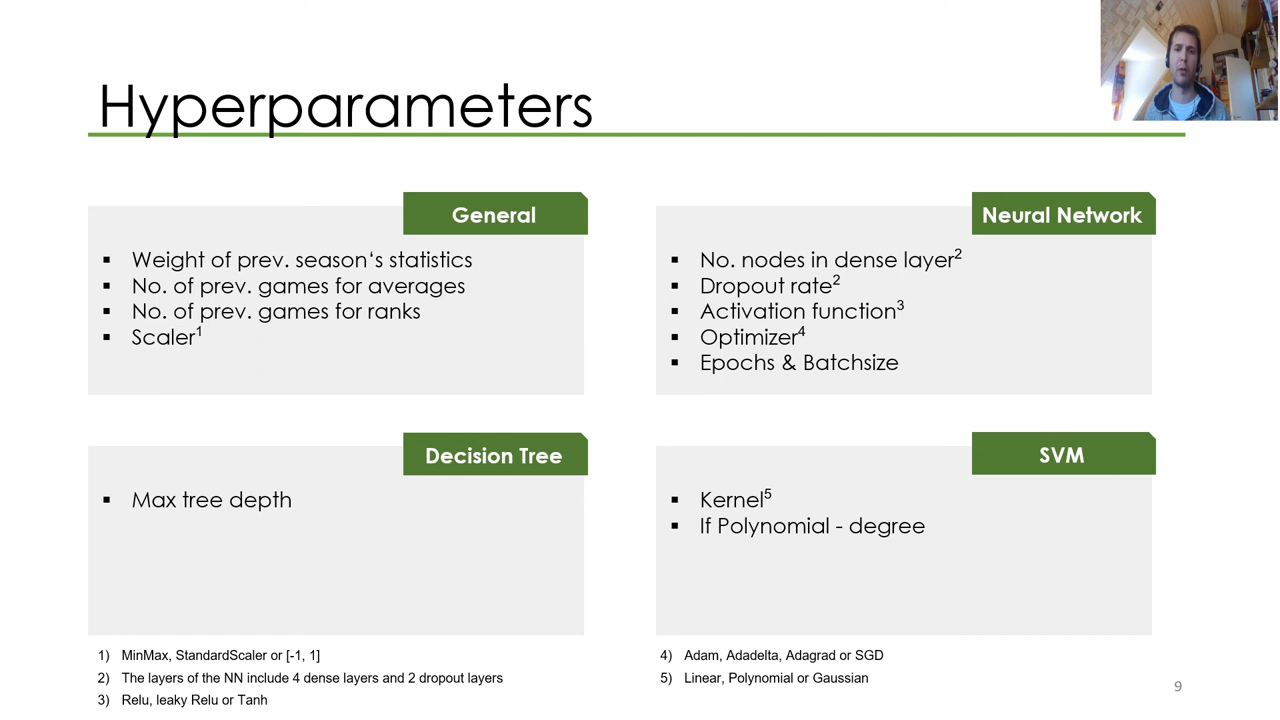 Hyperparameters
General
▪ Weight of prev. season‘s statistics
▪ No. of prev. games for averages
▪ No. of prev. games for ranks
▪ Scaler¹
Neural Network
▪ No. nodes in dense layer²
▪ Dropout rate²
▪ Activation function³
▪ Optimizer⁴
▪ Epochs & Batchsize
Decision Tree
▪ Max tree depth
SVM
▪ Kernel⁵
▪ If Polynomial - degree
1) MinMax, StandardScaler or [-1, 1]
2) The layers of the NN include 4 dense layers and 2 dropout layers
3) Relu, leaky Relu or Tanh
4) Adam, Adadelta, Adagrad or SGD
5) Linear, Polynomial or Gaussian
9